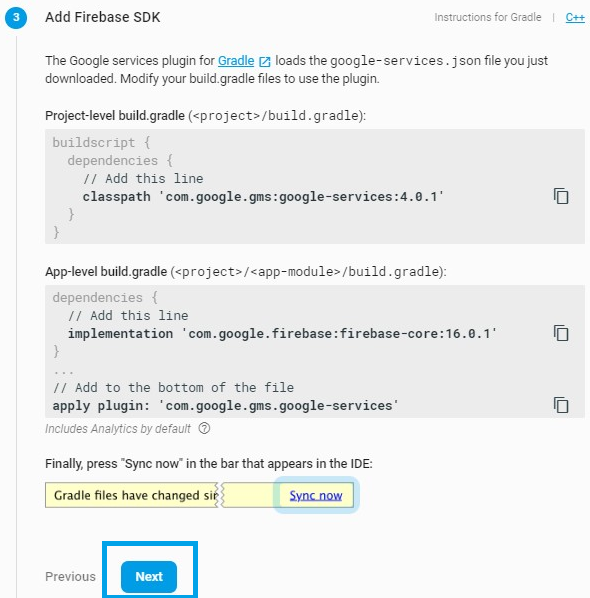 3 Add Firebase SDK Instructions for Gradle | C++
The Google services plugin for Gradle loads the google-services.json file you just
downloaded. Modify your build.gradle files to use the plugin.
Project-level build.gradle (<project>/build.gradle):
buildscript {
  dependencies {
    // Add this line
    classpath 'com.google.gms:google-services:4.0.1'
  }
}
App-level build.gradle (<project>/<app-module>/build.gradle):
dependencies {
  // Add this line
  implementation 'com.google.firebase:firebase-core:16.0.1'
}
...
// Add to the bottom of the file
apply plugin: 'com.google.gms.google-services'
Includes Analytics by default ?
Finally, press "Sync now" in the bar that appears in the IDE:
Gradle files have changed sin Sync now
Previous Next